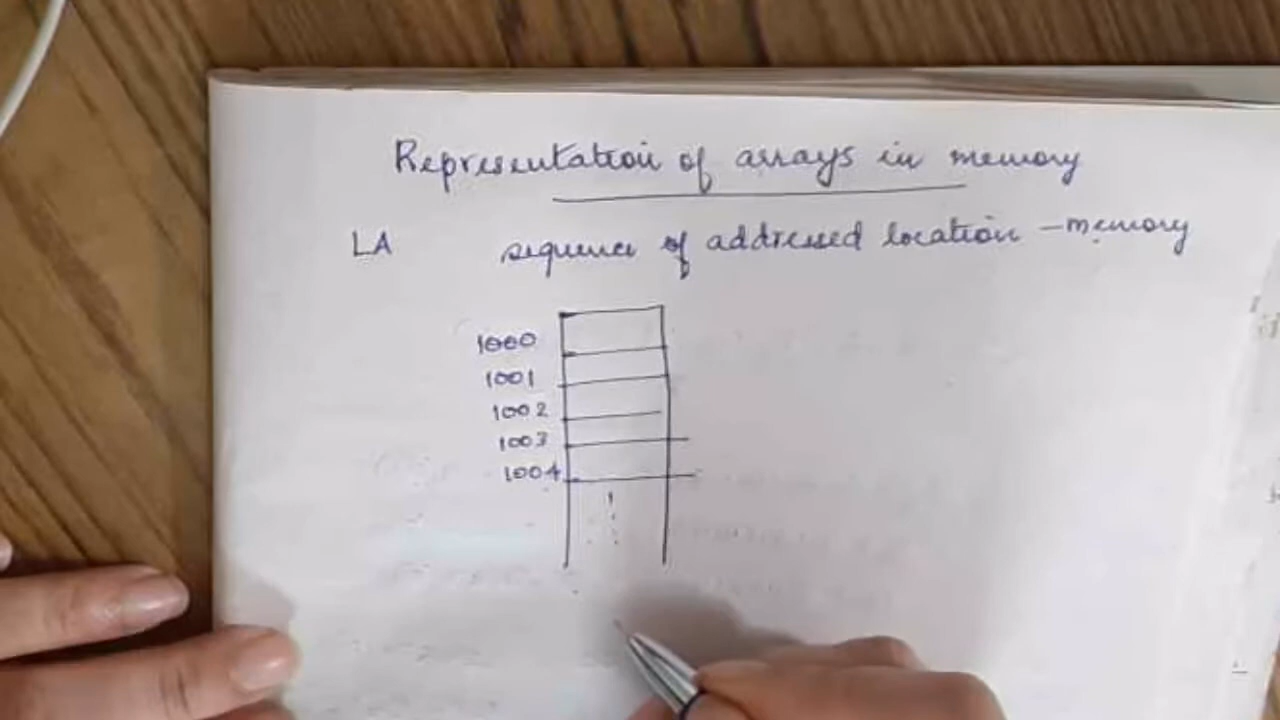 Representation of arrays in memory
LA sequence of addressed location - memory
1000
1001
1002
1003
1004